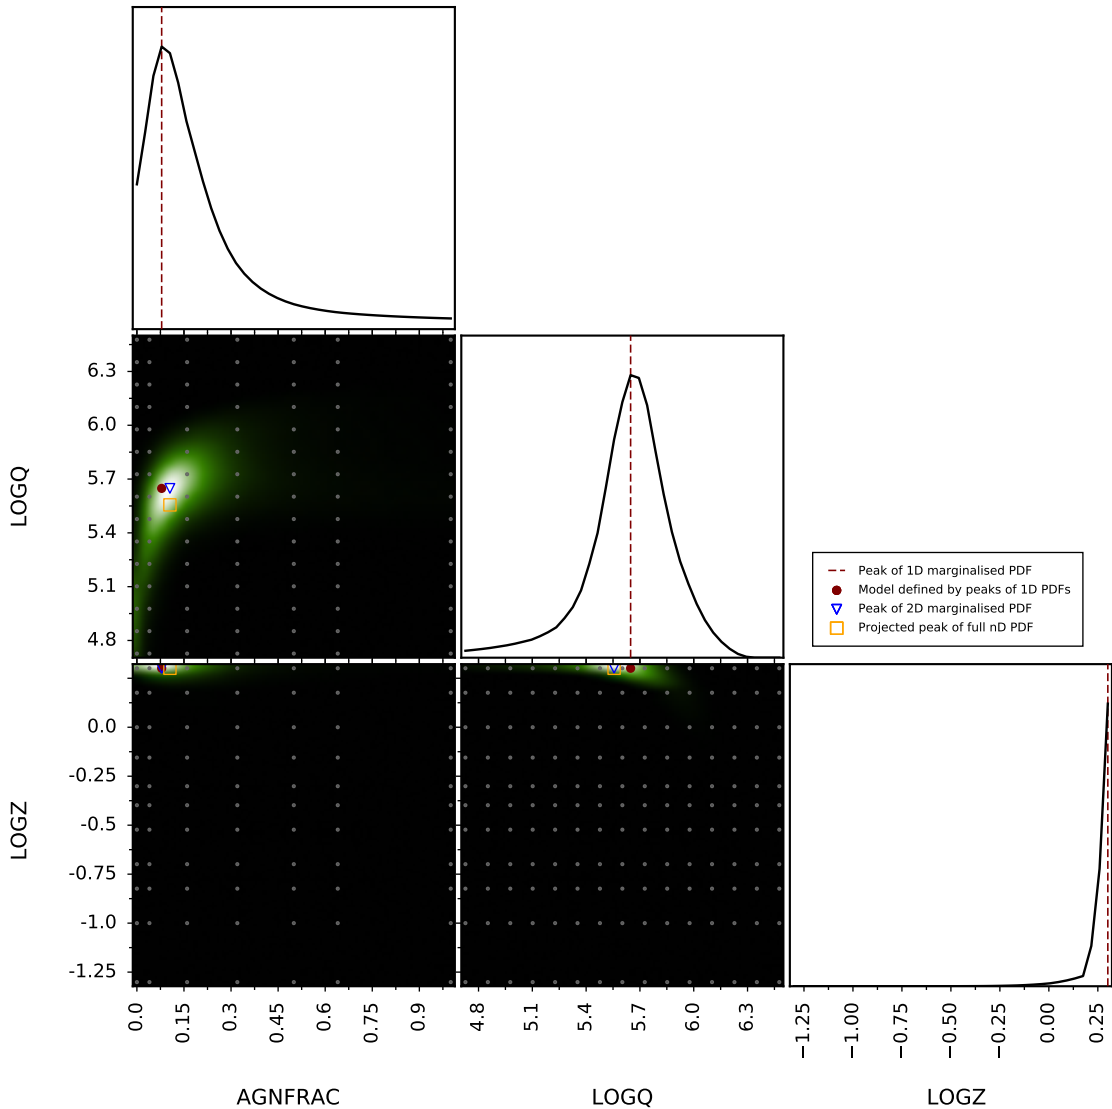 6.3
6.0
5.7
5.4
5.1
4.8
LOGQ
Peak of 1D marginalised PDF
Model defined by peaks of 1D PDFs
Peak of 2D marginalised PDF
Projected peak of full nD PDF
0.0
-0.25
-0.5
-0.75
-1.0
-1.25
LOGZ
0.0 0.15 0.3 0.45 0.6 0.75 0.9
4.8 5.1 5.4 5.7 6.0 6.3
−1.25 −1.00 −0.75 −0.50 −0.25 0.00 0.25
AGNFRAC LOGQ LOGZ